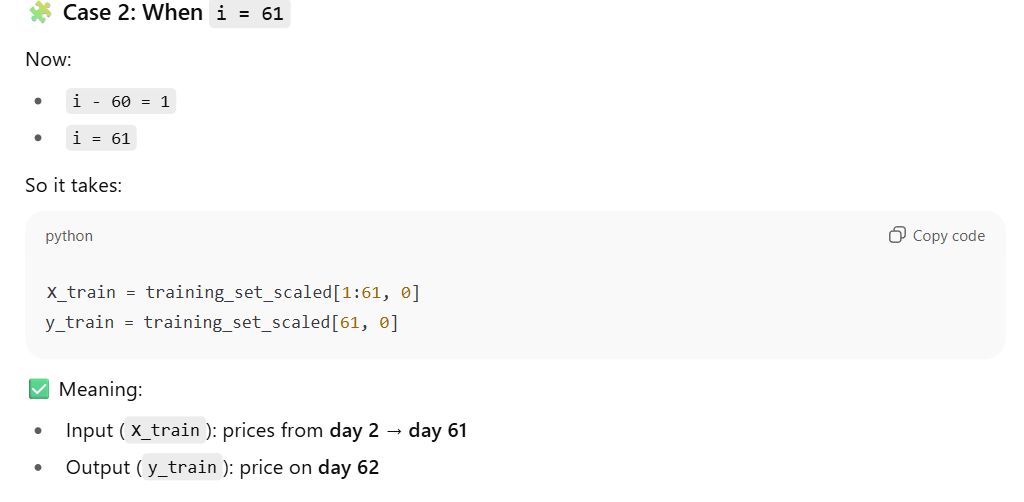 🧩 Case 2: When i = 61
Now:
• i - 60 = 1
• i = 61
So it takes:
python Copy code
X_train = training_set_scaled[1:61, 0]
y_train = training_set_scaled[61, 0]
✅ Meaning:
• Input (X_train): prices from day 2 → day 61
• Output (y_train): price on day 62